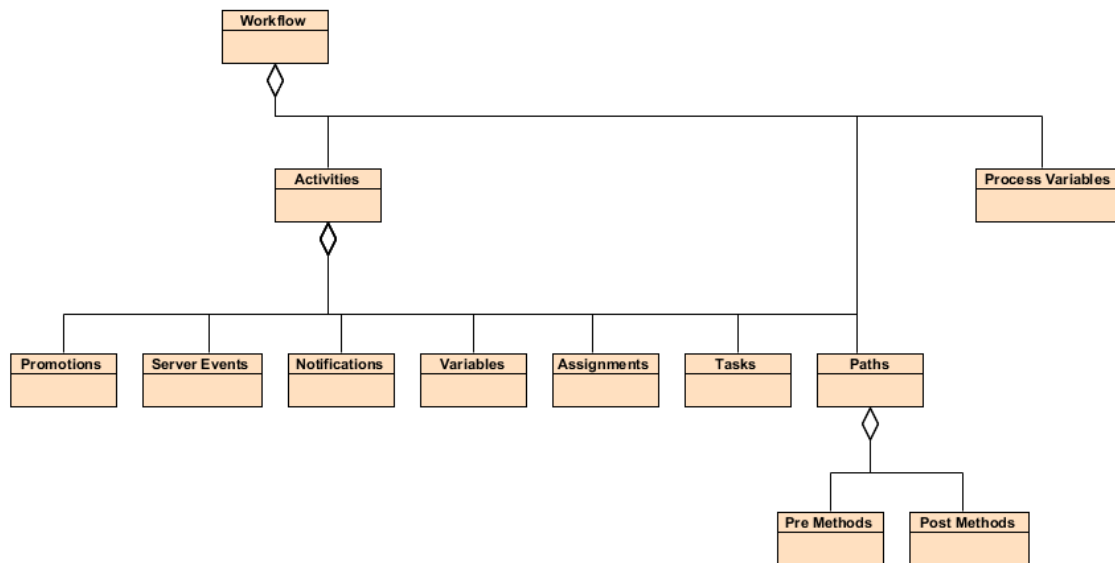 Workflow
Activities
Process Variables
Promotions
Server Events
Notifications
Variables
Assignments
Tasks
Paths
Pre Methods
Post Methods